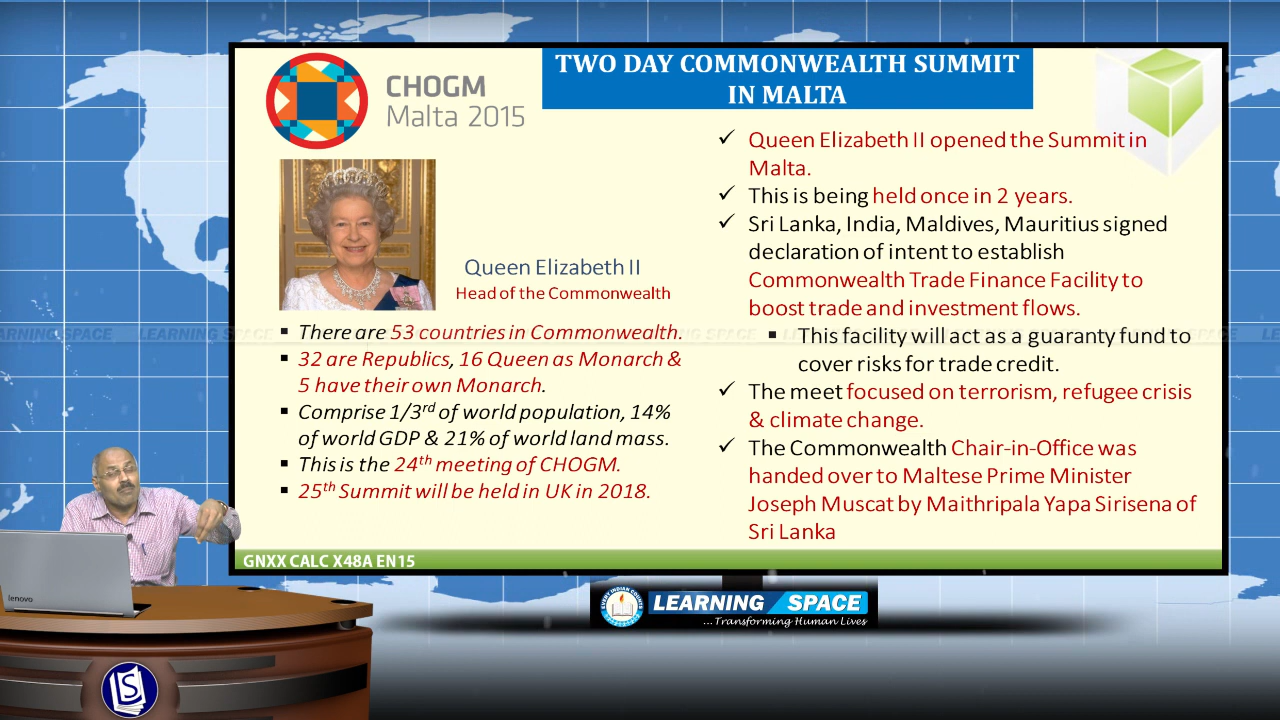 TWO DAY COMMONWEALTH SUMMIT
IN MALTA
CHOGM
Malta 2015
Queen Elizabeth II
Head of the Commonwealth
▪ There are 53 countries in Commonwealth.
▪ 32 are Republics, 16 Queen as Monarch &
5 have their own Monarch.
▪ Comprise 1/3rd of world population, 14%
of world GDP & 21% of world land mass.
▪ This is the 24th meeting of CHOGM.
▪ 25th Summit will be held in UK in 2018.
✓ Queen Elizabeth II opened the Summit in
Malta.
✓ This is being held once in 2 years.
✓ Sri Lanka, India, Maldives, Mauritius signed
declaration of intent to establish
Commonwealth Trade Finance Facility to
boost trade and investment flows.
▪ This facility will act as a guaranty fund to
cover risks for trade credit.
✓ The meet focused on terrorism, refugee crisis
& climate change.
✓ The Commonwealth Chair-in-Office was
handed over to Maltese Prime Minister
Joseph Muscat by Maithripala Yapa Sirisena of
Sri Lanka
LEARNING SPACE LEARNING SPACE
GNXX CALC X48A EN15
lenovo
EVERY INDIAN COUNTS
LEARNING SPACE
...Transforming Human Lives
LS